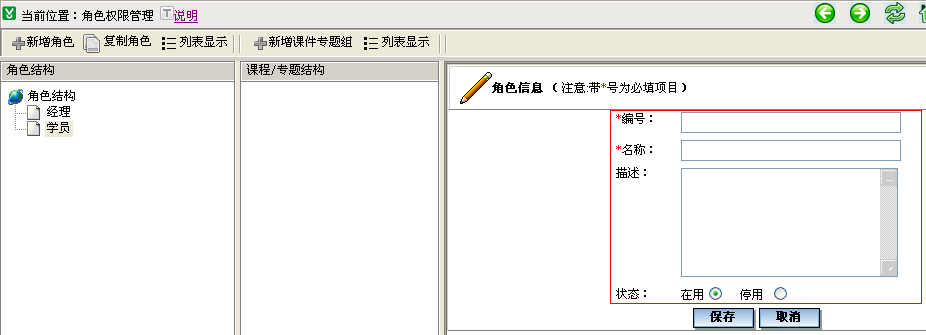 当前位置：角色权限管理 说明
新增角色 复制角色 列表显示 新增课件专题组 列表显示
角色结构
角色结构
经理
学员
课程/专题结构
角色信息 （注意:带*号为必填项目）
*编号：
*名称：
描述：
状态： 在用 停用
保存 取消